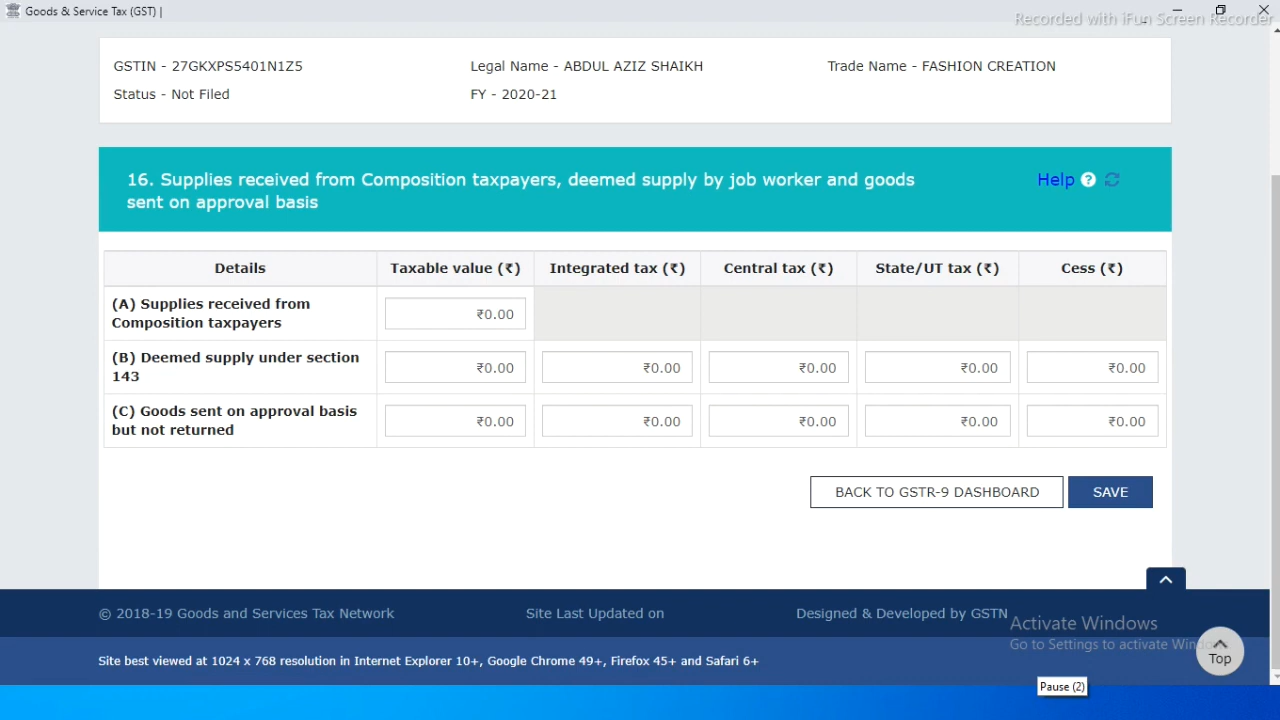 Goods & Service Tax (GST) |
Recorded with iFun Screen Recorder
GSTIN - 27GKXPS5401N1Z5 Legal Name - ABDUL AZIZ SHAIKH Trade Name - FASHION CREATION
Status - Not Filed FY - 2020-21
16. Supplies received from Composition taxpayers, deemed supply by job worker and goods Help ?
sent on approval basis
Details Taxable value (₹) Integrated tax (₹) Central tax (₹) State/UT tax (₹) Cess (₹)
(A) Supplies received from
Composition taxpayers ₹0.00
(B) Deemed supply under section
143 ₹0.00 ₹0.00 ₹0.00 ₹0.00 ₹0.00
(C) Goods sent on approval basis
but not returned ₹0.00 ₹0.00 ₹0.00 ₹0.00 ₹0.00
BACK TO GSTR-9 DASHBOARD SAVE
© 2018-19 Goods and Services Tax Network Site Last Updated on Designed & Developed by GSTN
Activate Windows
Go to Settings to activate
Site best viewed at 1024 x 768 resolution in Internet Explorer 10+, Google Chrome 49+, Firefox 45+ and Safari 6+
Top
Pause (2)